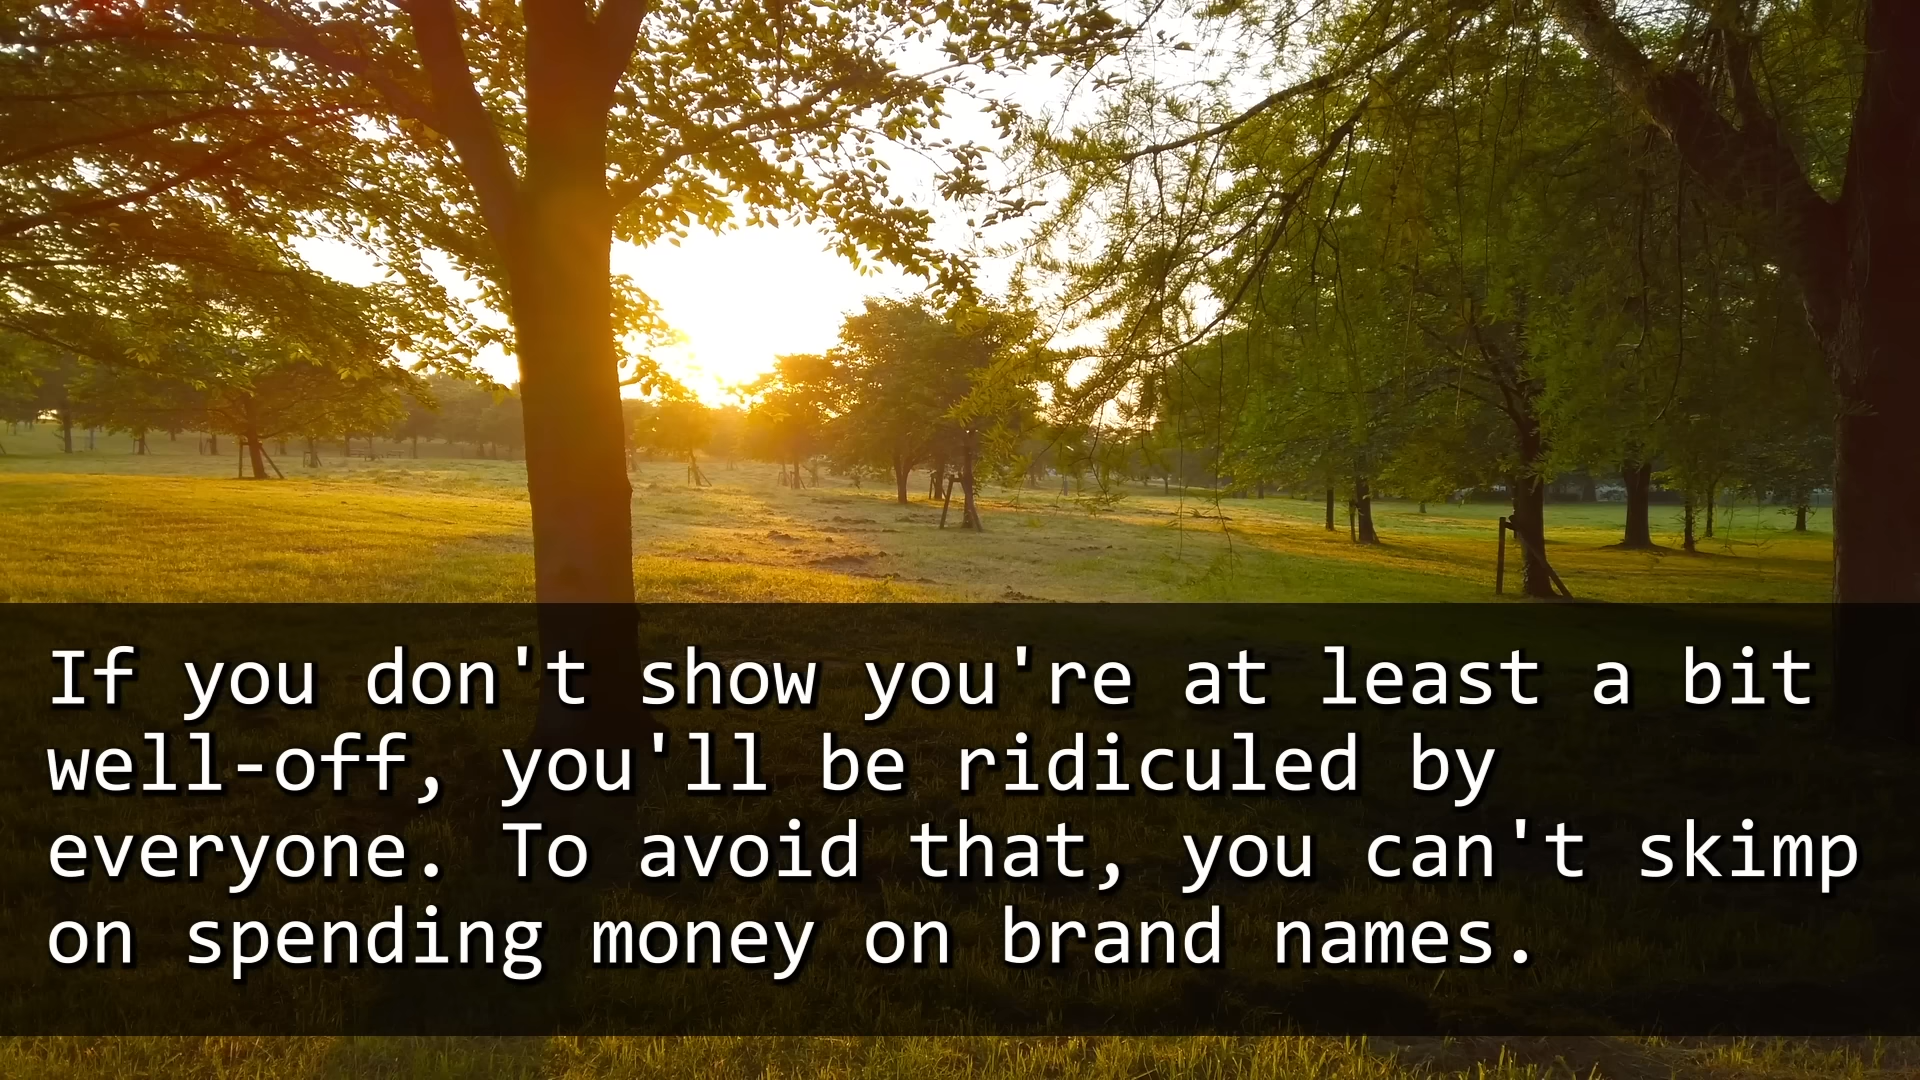 If you don't show you're at least a bit
well-off, you'll be ridiculed by
everyone. To avoid that, you can't skimp
on spending money on brand names.